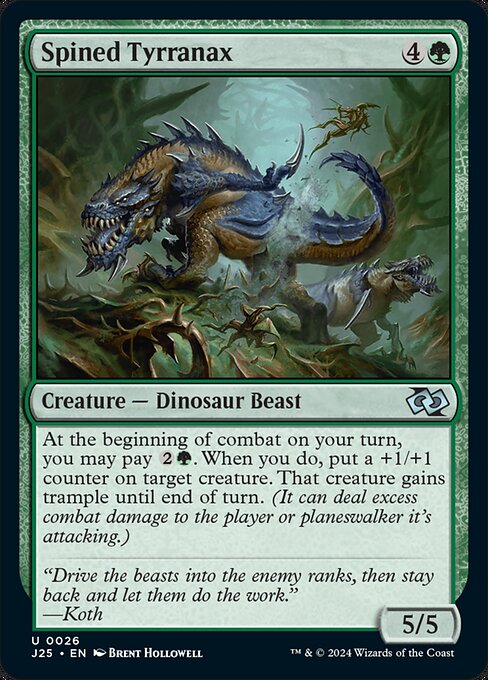 Spined Tyrranax 4
Creature — Dinosaur Beast
At the beginning of combat on your turn,
you may pay 2. When you do, put a +1/+1
counter on target creature. That creature gains
trample until end of turn. (It can deal excess
combat damage to the player or planeswalker it's
attacking.)
“Drive the beasts into the enemy ranks, then stay
back and let them do the work.”
—Koth
5/5
U 0026
J25 • EN Brent Hollowell ™ & © 2024 Wizards of the Coast